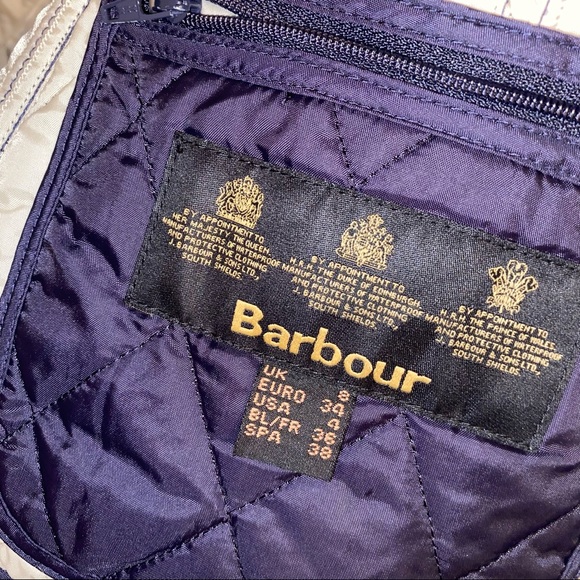 BY APPOINTMENT TO
HER MAJESTY THE QUEEN
MANUFACTURERS OF WATERPROOF
AND PROTECTIVE CLOTHING
J. BARBOUR & SONS LTD.
SOUTH SHIELDS.
BY APPOINTMENT TO
H.R.H. THE DUKE OF EDINBURGH
MANUFACTURERS OF WATERPROOF
AND PROTECTIVE CLOTHING
J. BARBOUR & SONS LTD,
SOUTH SHIELDS.
BY APPOINTMENT TO
H.R.H. THE PRINCE OF WALES.
MANUFACTURERS OF WATERPROOF
AND PROTECTIVE CLOTHING
J. BARBOUR & SONS LTD.
SOUTH SHIELDS.
Barbour
UK 8
EURO 34
USA 4
BL/FR 36
SPA 38